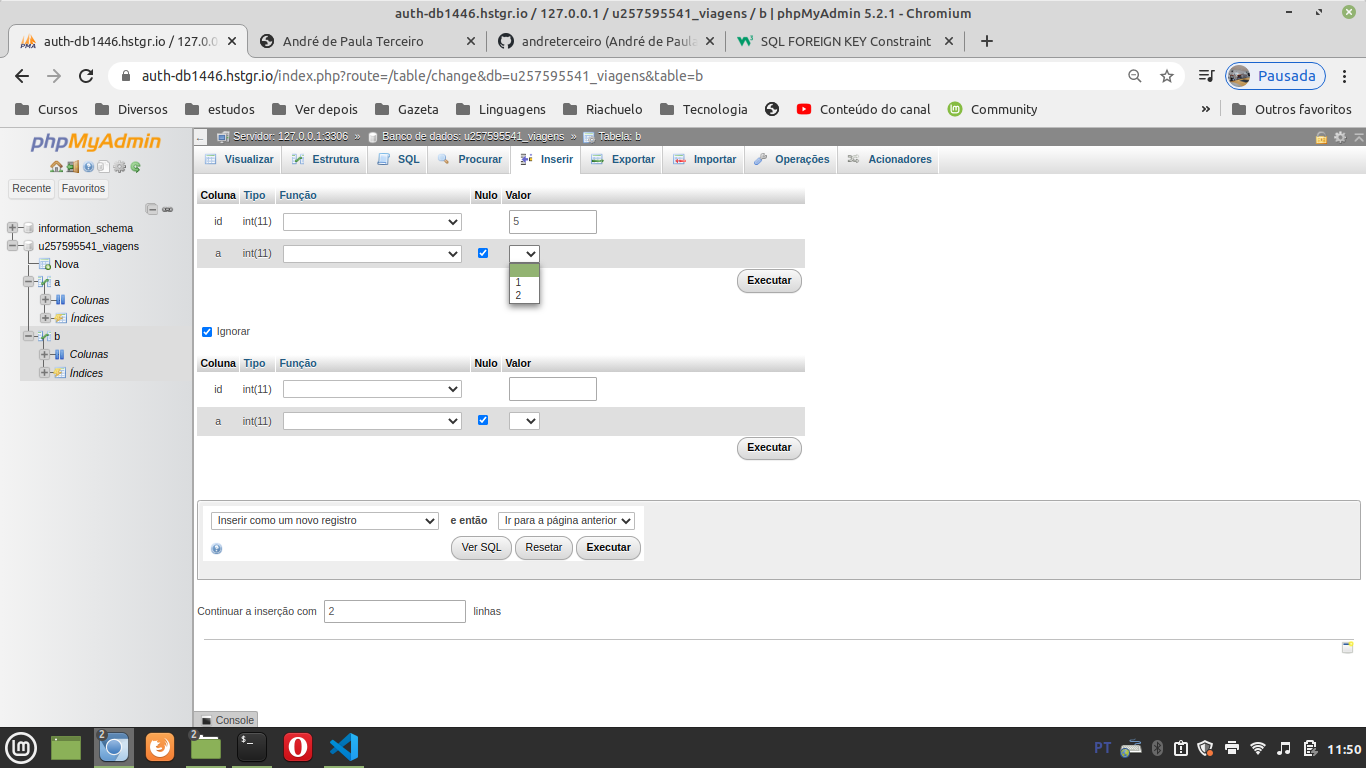 auth-db1446.hstgr.io / 127.0.0.1 / u257595541_viagens / b | phpMyAdmin 5.2.1 - Chromium
auth-db1446.hstgr.io / 127.0.0
André de Paula Terceiro
andreterceiro (André de Paula
SQL FOREIGN KEY Constraint
auth-db1446.hstgr.io/index.php?route=/table/change&db=u257595541_viagens&table=b
Pausada
Cursos
Diversos
estudos
Ver depois
Gazeta
Linguagens
Riachuelo
Tecnologia
Conteúdo do canal
Community
»
Outros favoritos
phpMyAdmin
Recente
Favoritos
information_schema
u257595541_viagens
Nova
a
Colunas
Índices
b
Colunas
Índices
Servidor: 127.0.0.1:3306 » Banco de dados: u257595541_viagens » Tabela: b
Visualizar
Estrutura
SQL
Procurar
Inserir
Exportar
Importar
Operações
Acionadores
Coluna Tipo Função Nulo Valor
id int(11) 5
a int(11)
1
2
Executar
Ignorar
Coluna Tipo Função Nulo Valor
id int(11)
a int(11)
Executar
Inserir como um novo registro e então Ir para a página anterior
Ver SQL Resetar Executar
Continuar a inserção com 2 linhas
Console
2
2
PT
11:50